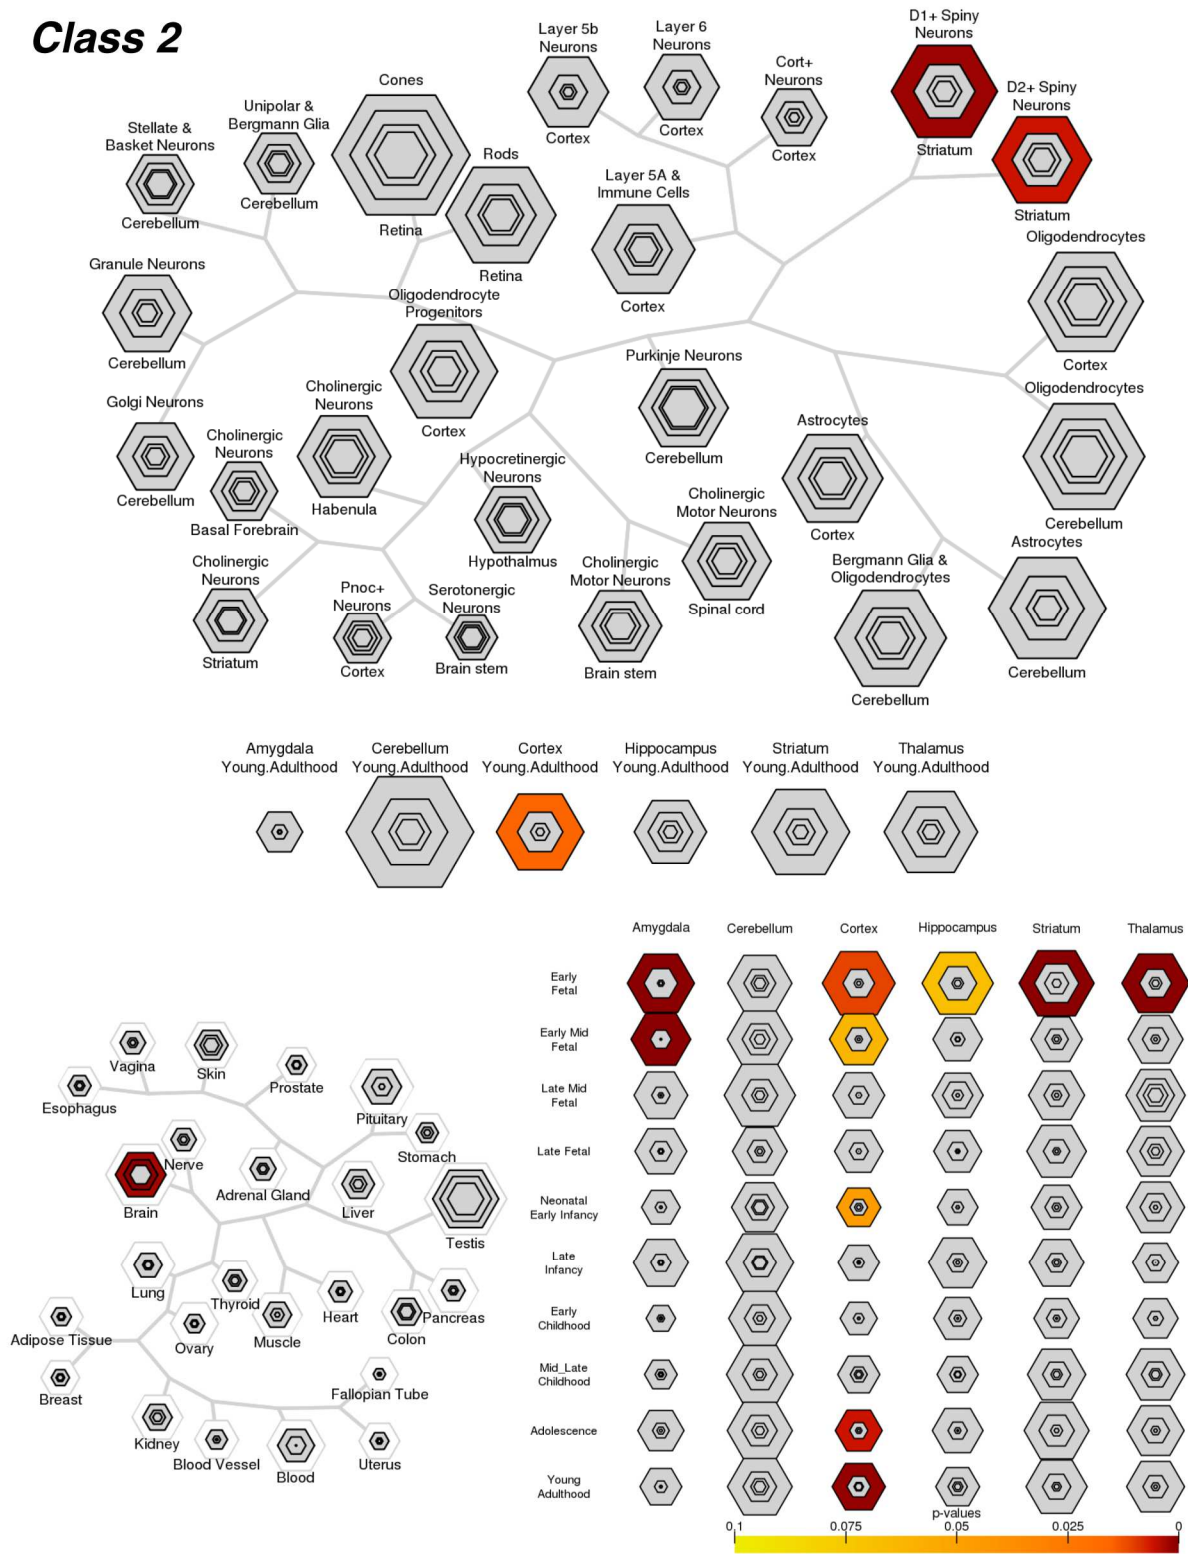 Class 2
Layer 5b
Neurons
Cortex
Layer 6
Neurons
Cortex
Cort+
Neurons
Cortex
D1+ Spiny
Neurons
Striatum
D2+ Spiny
Neurons
Striatum
Cones
Retina
Unipolar &
Bergmann Glia
Cerebellum
Stellate &
Basket Neurons
Cerebellum
Rods
Retina
Layer 5A &
Immune Cells
Cortex
Oligodendrocytes
Cortex
Granule Neurons
Cerebellum
Oligodendrocyte
Progenitors
Cortex
Purkinje Neurons
Cerebellum
Oligodendrocytes
Cerebellum
Golgi Neurons
Cerebellum
Cholinergic
Neurons
Habenula
Cholinergic
Neurons
Basal Forebrain
Hypocretinergic
Neurons
Hypothalmus
Astrocytes
Cortex
Cholinergic
Motor Neurons
Spinal cord
Cholinergic
Neurons
Striatum
Pnoc+
Neurons
Cortex
Serotonergic
Neurons
Brain stem
Cholinergic
Motor Neurons
Brain stem
Bergmann Glia &
Oligodendrocytes
Cerebellum
Astrocytes
Cerebellum
Amygdala
Young.Adulthood
Cerebellum
Young.Adulthood
Cortex
Young.Adulthood
Hippocampus
Young.Adulthood
Striatum
Young.Adulthood
Thalamus
Young.Adulthood
Vagina
Skin
Prostate
Esophagus
Pituitary
Stomach
Nerve
Brain
Adrenal Gland
Liver
Testis
Lung
Thyroid
Muscle
Heart
Colon
Pancreas
Adipose Tissue
Ovary
Breast
Fallopian Tube
Kidney
Blood Vessel
Blood
Uterus
Amygdala Cerebellum Cortex Hippocampus Striatum Thalamus
Early
Fetal
Early Mid
Fetal
Late Mid
Fetal
Late Fetal
Neonatal
Early Infancy
Late
Infancy
Early
Childhood
Mid_Late
Childhood
Adolescence
Young
Adulthood
p-values
0.1 0.075 0.05 0.025 0